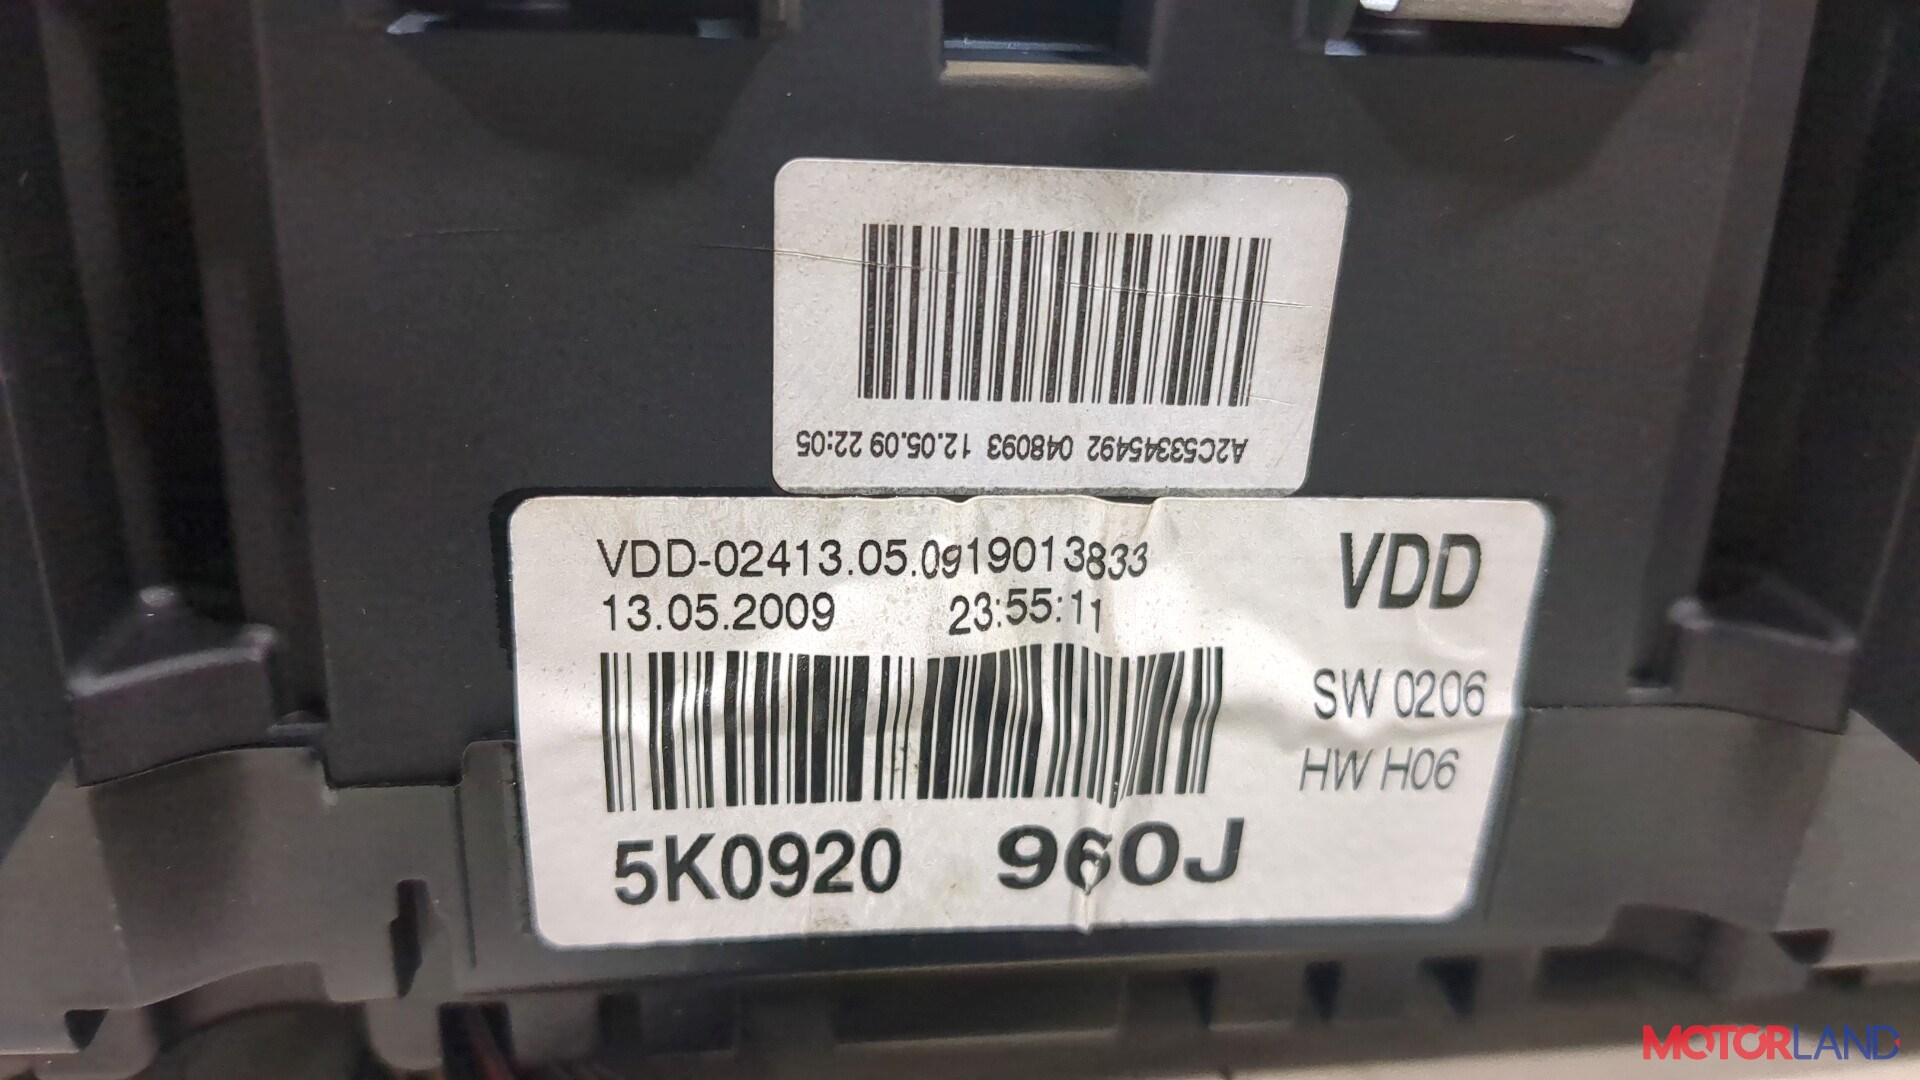 A2C53345492 048093 12.05.09 22:05
VDD-02413.05.0919013833
13.05.2009 23:55:11
VDD
SW 0206
HW H06
5K0920 960J
MOTORLAND